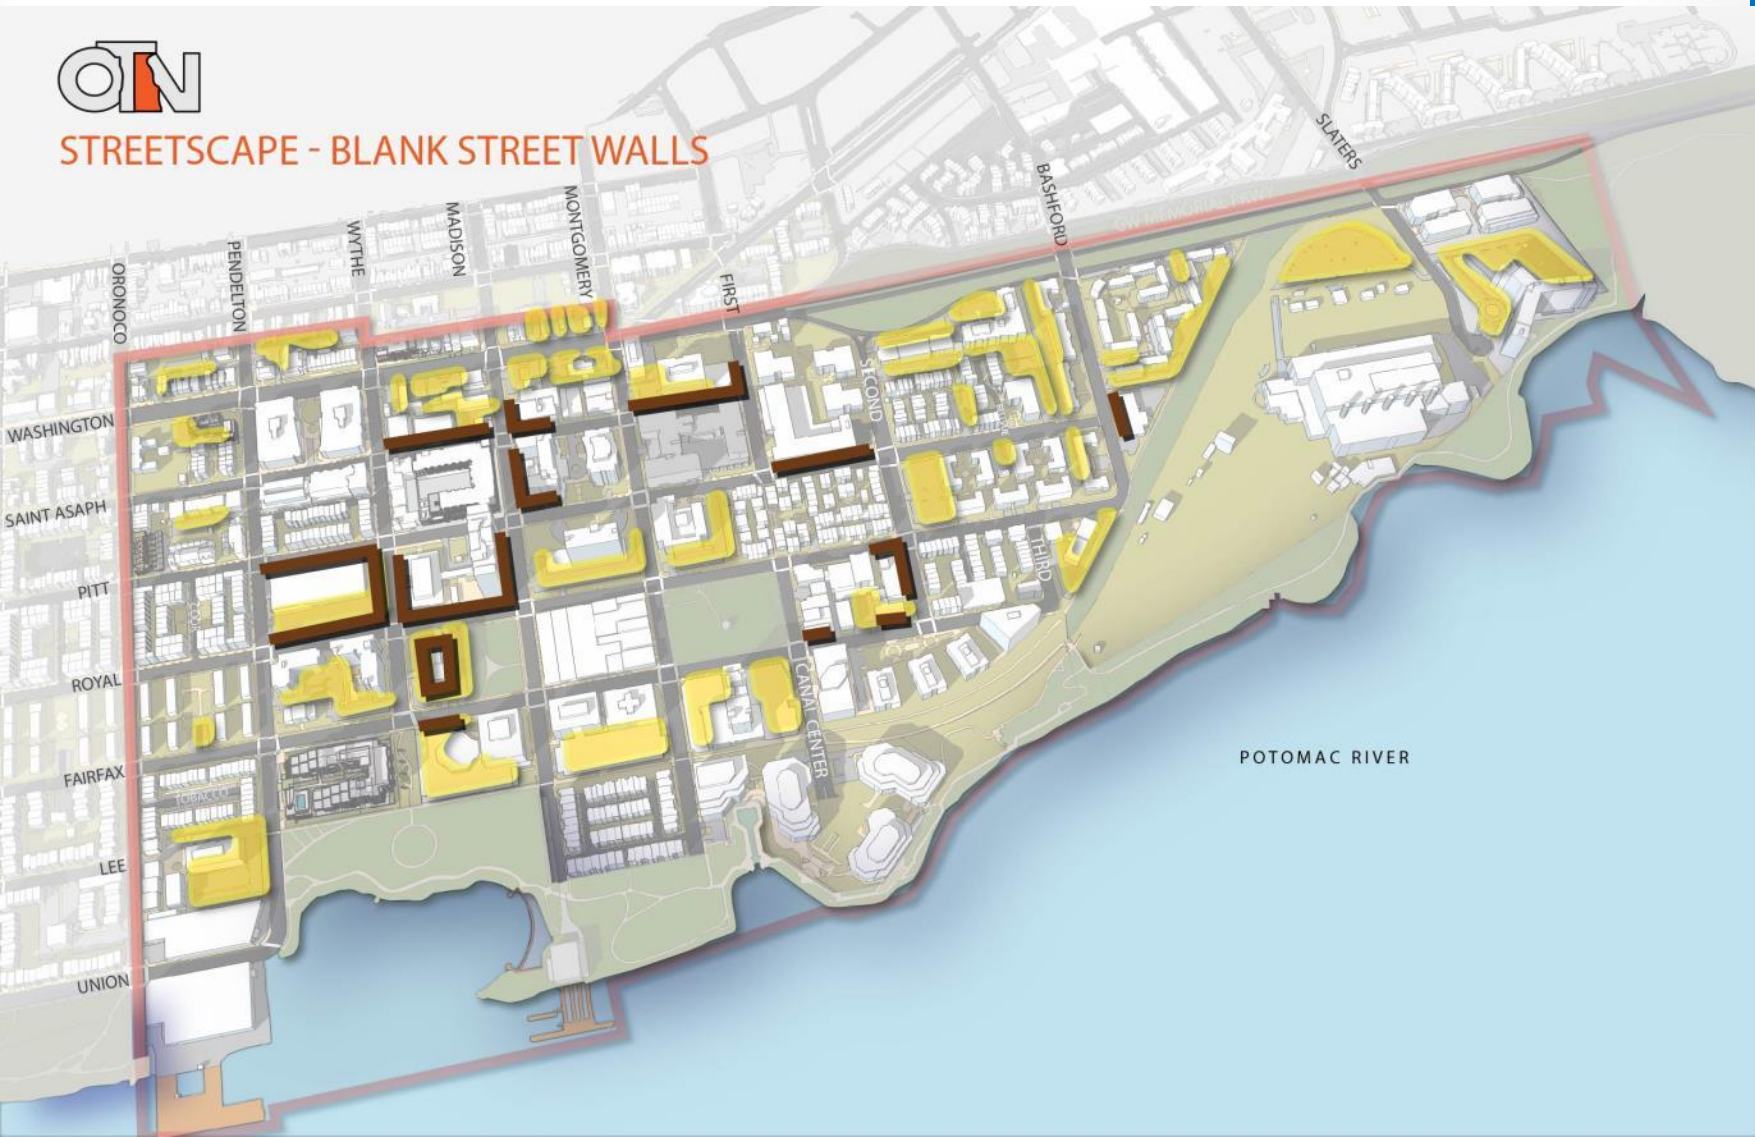 OTN
STREETSCAPE - BLANK STREET WALLS
SLATERS
BASHFORD
MONTGOMERY
MADISON
WYTHE
PENDELTON
ORONOCO
FIRST
SECOND
WASHINGTON
SAINT ASAPH
PITT
THIRD
ROYAL
CANAL CENTER
FAIRFAX
TOBACCO
POTOMAC RIVER
LEE
UNION